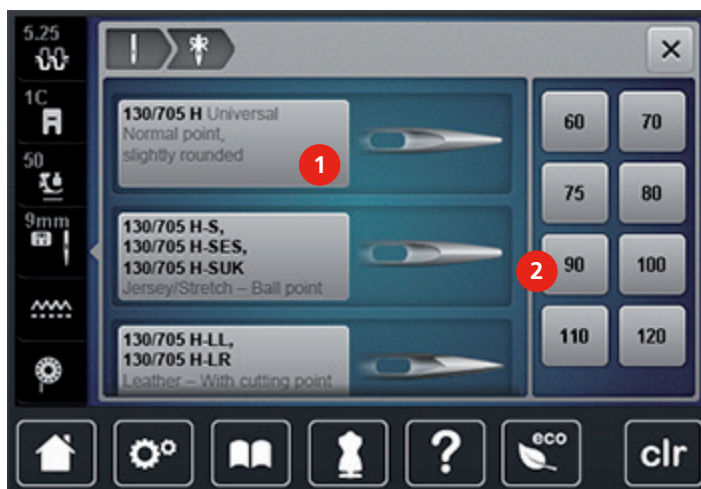 5.25
1C
50
9mm
130/705 H Universal
Normal point,
slightly rounded
1
130/705 H-S,
130/705 H-SES,
130/705 H-SUK
Jersey/Stretch – Ball point
130/705 H-LL,
130/705 H-LR
Leather – With cutting point
2
60 70
75 80
90 100
110 120
?
eco
clr